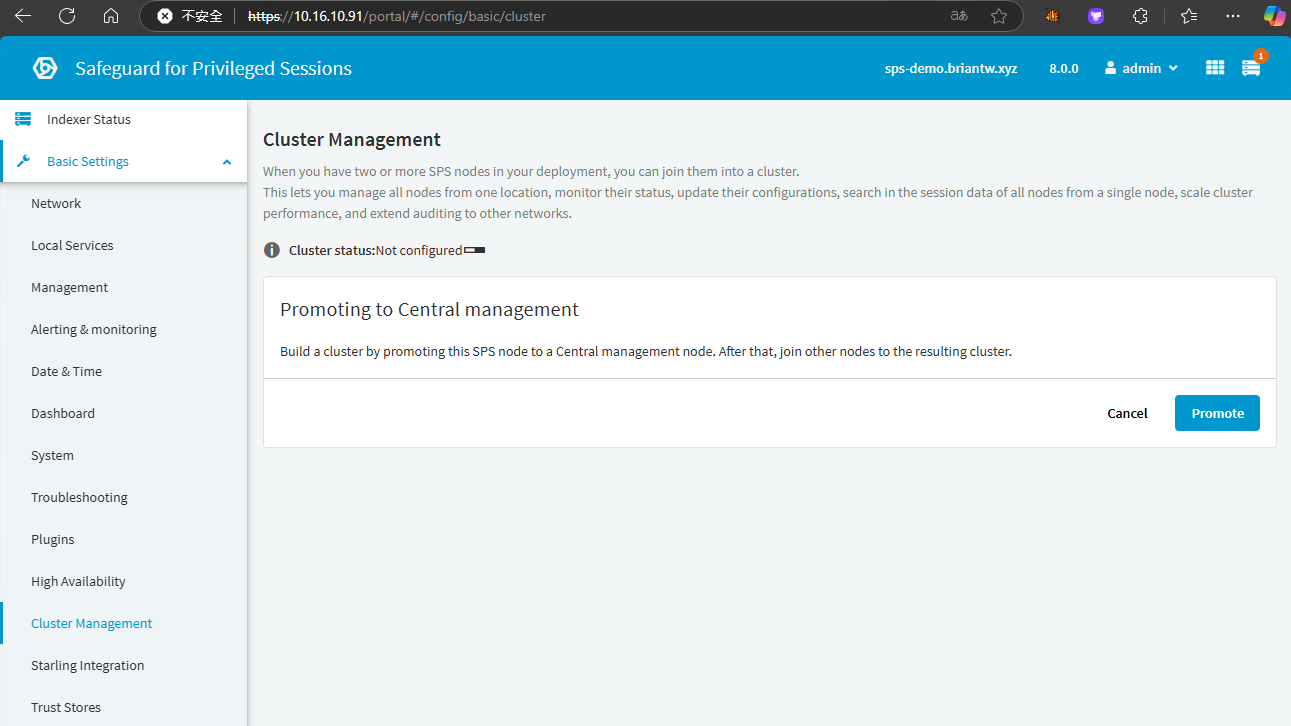 不安全
https://10.16.10.91/portal/#/config/basic/cluster
aあ
Safeguard for Privileged Sessions
sps-demo.briantw.xyz
8.0.0
admin
1
Indexer Status
Basic Settings
Network
Local Services
Management
Alerting & monitoring
Date & Time
Dashboard
System
Troubleshooting
Plugins
High Availability
Cluster Management
Starling Integration
Trust Stores
Cluster Management
When you have two or more SPS nodes in your deployment, you can join them into a cluster.
This lets you manage all nodes from one location, monitor their status, update their configurations, search in the session data of all nodes from a single node, scale cluster
performance, and extend auditing to other networks.
Cluster status:Not configured
Promoting to Central management
Build a cluster by promoting this SPS node to a Central management node. After that, join other nodes to the resulting cluster.
Cancel
Promote